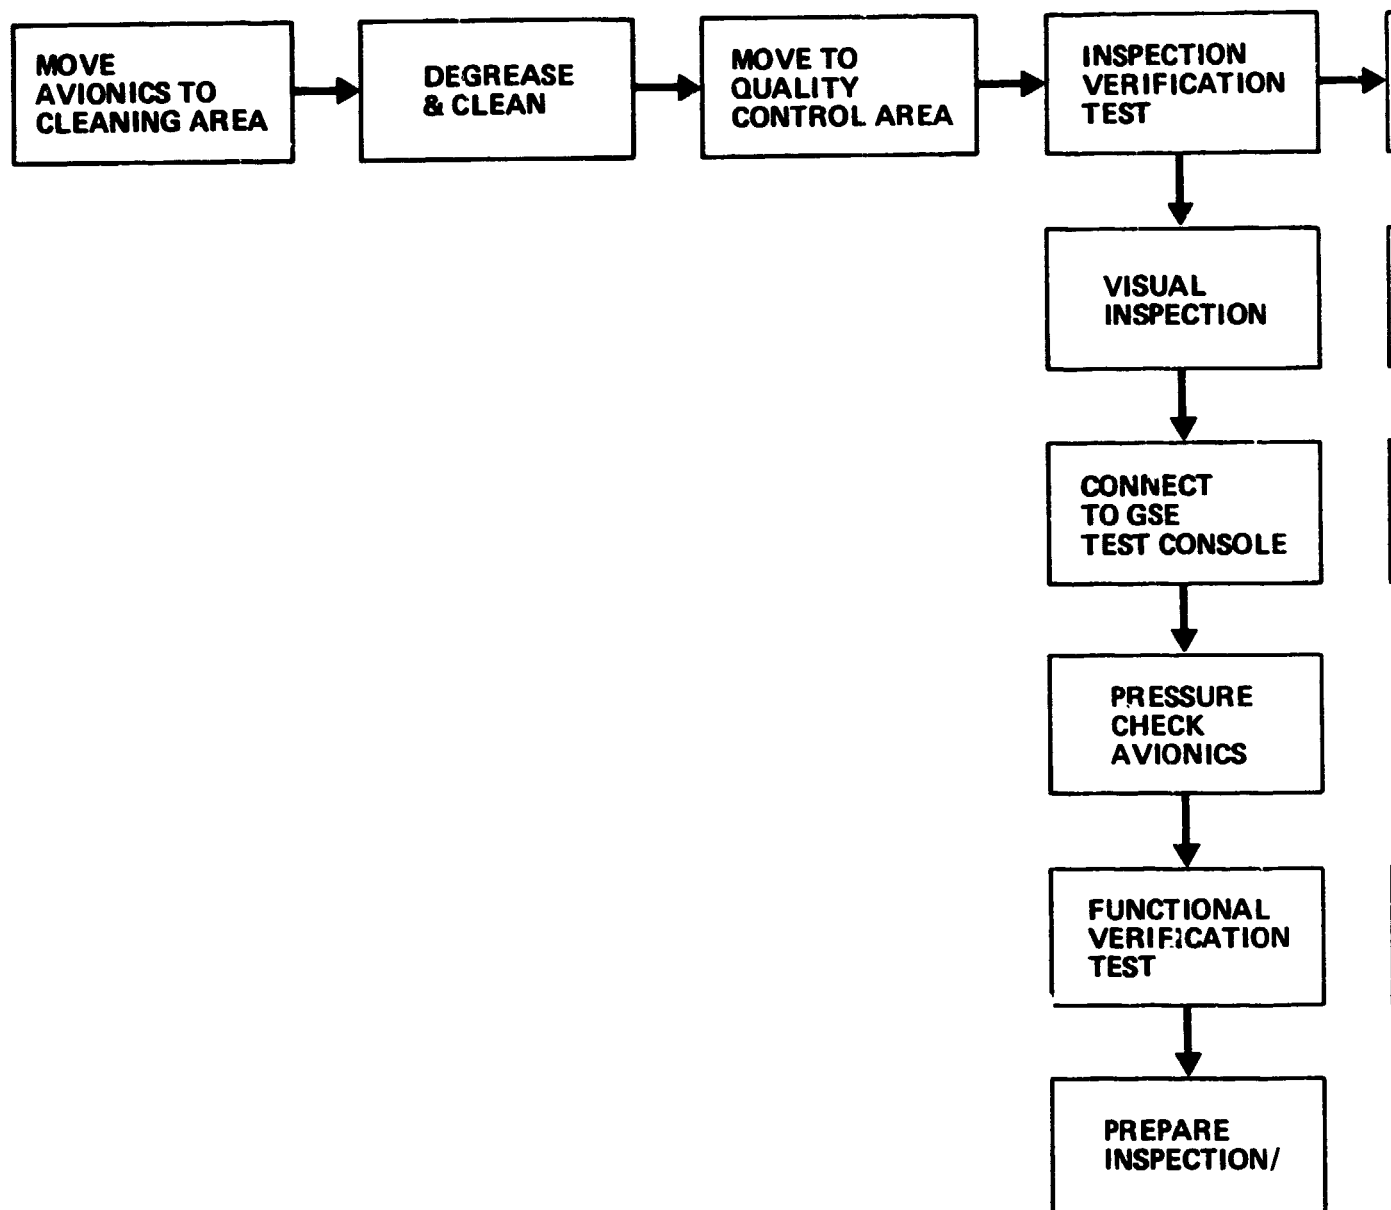 MOVE
AVIONICS TO
CLEANING AREA
DEGREASE
& CLEAN
MOVE TO
QUALITY
CONTROL AREA
INSPECTION
VERIFICATION
TEST
VISUAL
INSPECTION
CONNECT
TO GSE
TEST CONSOLE
PRESSURE
CHECK
AVIONICS
FUNCTIONAL
VERIFICATION
TEST
PREPARE
INSPECTION/